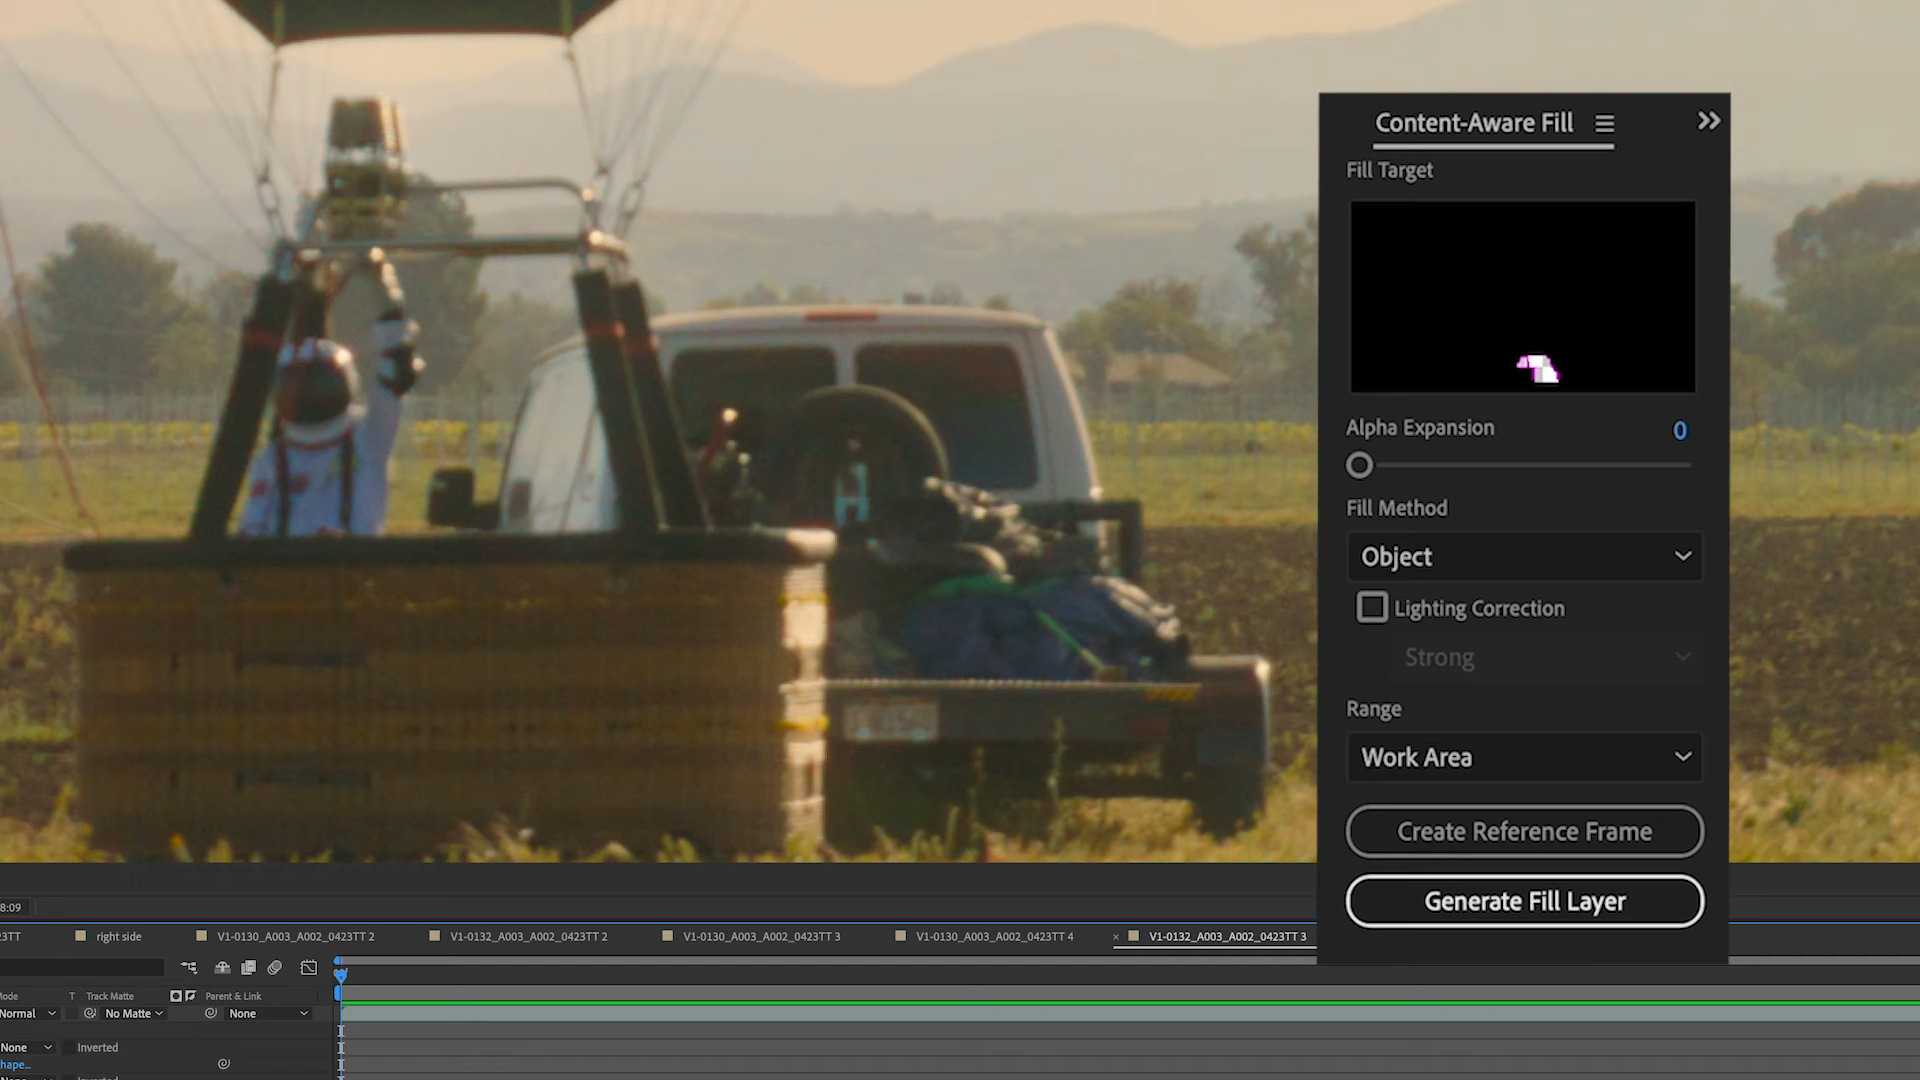 Content-Aware Fill
Fill Target
Alpha Expansion
0
Fill Method
Object
Lighting Correction
Strong
Range
Work Area
Create Reference Frame
Generate Fill Layer
8:09
23TT
right side
V1-0130_A003_A002_0423TT 2
V1-0132_A003_A002_0423TT 2
V1-0130_A003_A002_0423TT 3
V1-0130_A003_A002_0423TT 4
× V1-0132_A003_A002_0423TT 3
Mode T Track Matte Parent & Link
Normal No Matte None
None Inverted
hape...